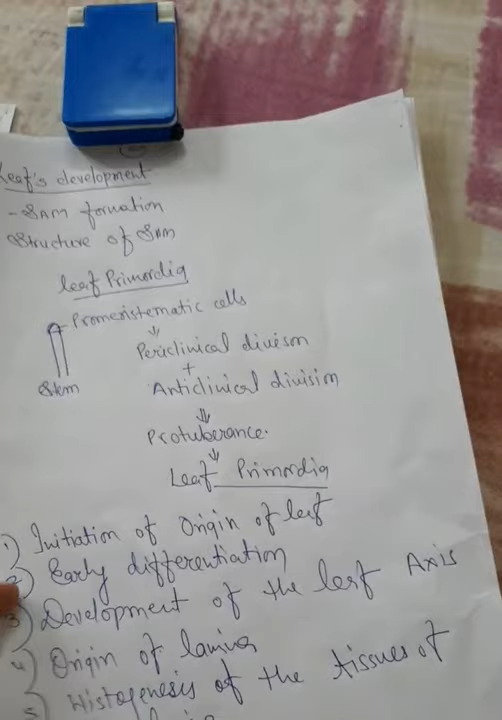 Leaf's development
- SAM formation
Structure of SAM
leaf Primordia
Promeristematic cells
⇓
Periclinical division
+
Stem
Anticlinical division
⇓
Protuberance.
⇓
Leaf Primordia
1) Initiation of Origin of leaf
2) Early differentiation
3) Development of the leaf Axis
4) Origin of lamina
5) Histogenesis of the tissues of